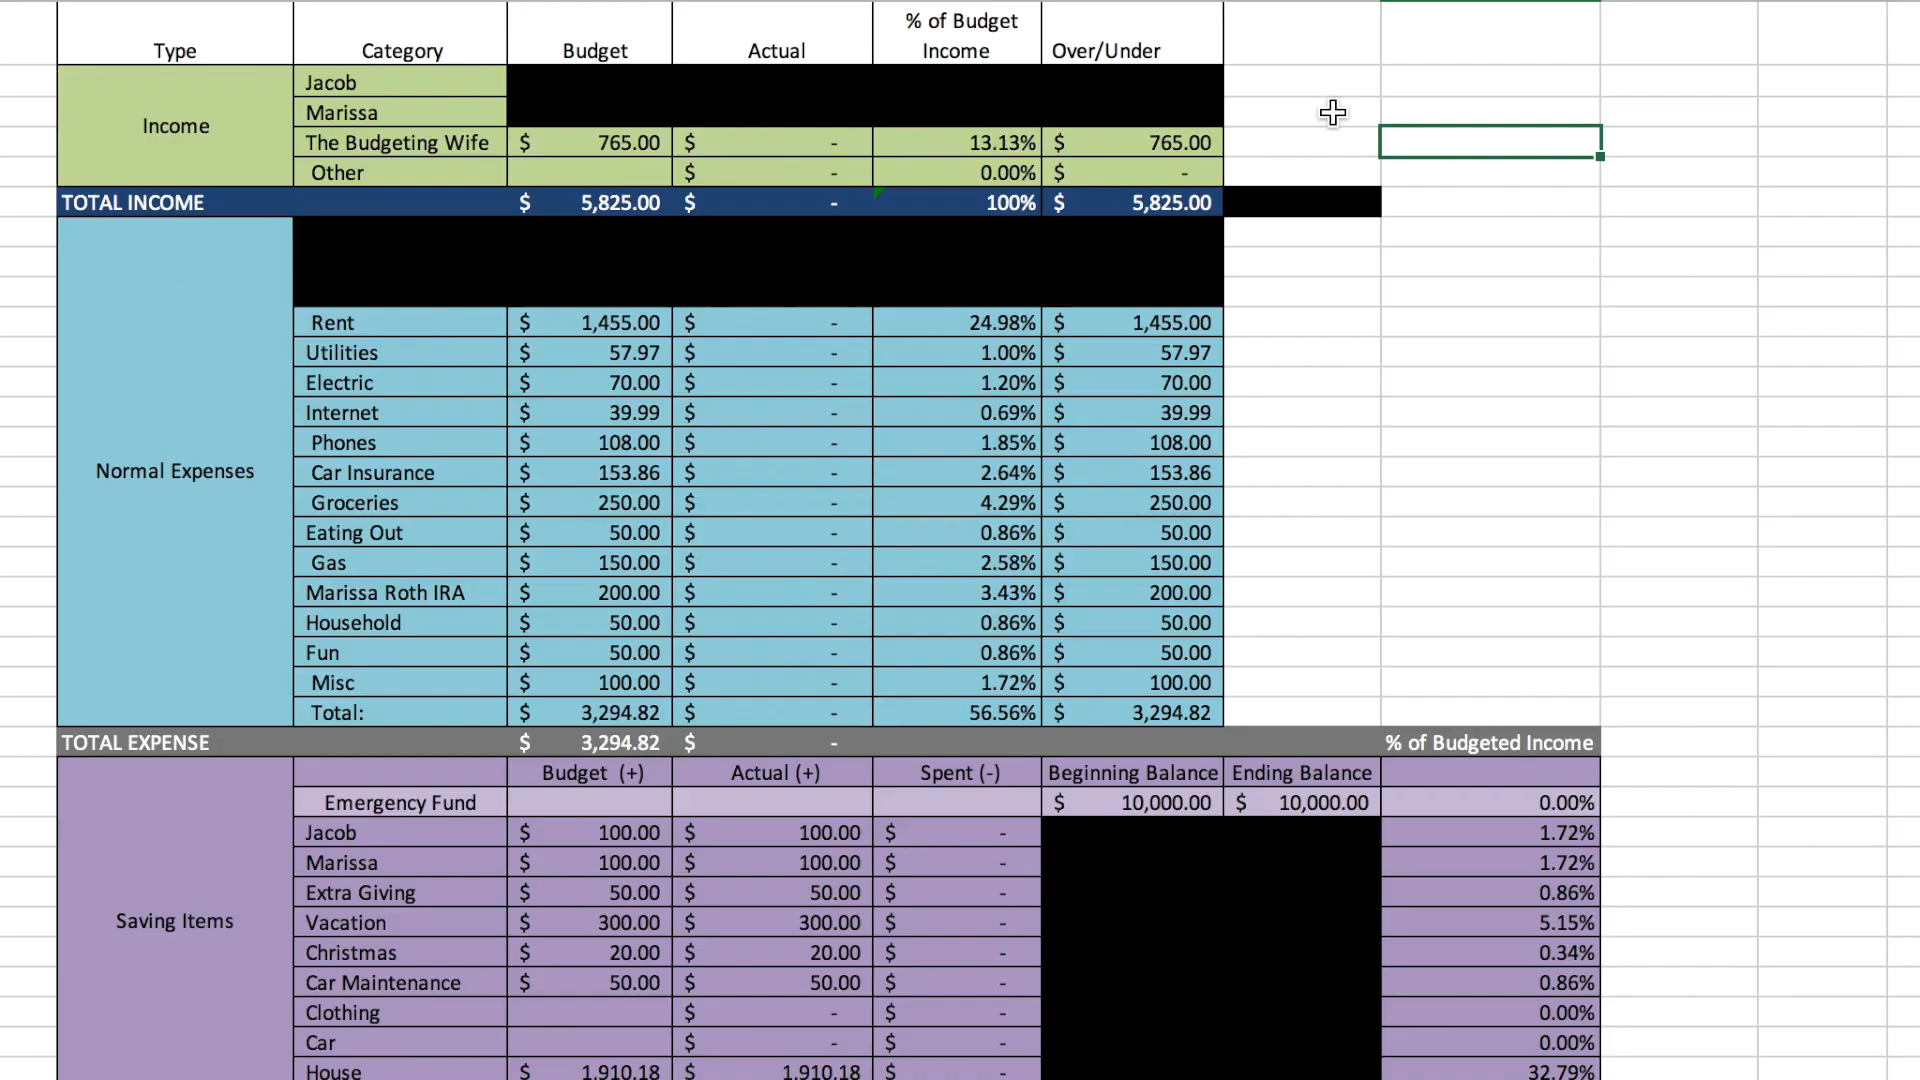 % of Budget
Type Category Budget Actual Income Over/Under
Income
Jacob
Marissa
The Budgeting Wife $ 765.00 $ - 13.13% $ 765.00
Other $ - 0.00% $ -
TOTAL INCOME $ 5,825.00 $ - 100% $ 5,825.00
Normal Expenses
Rent $ 1,455.00 $ - 24.98% $ 1,455.00
Utilities $ 57.97 $ - 1.00% $ 57.97
Electric $ 70.00 $ - 1.20% $ 70.00
Internet $ 39.99 $ - 0.69% $ 39.99
Phones $ 108.00 $ - 1.85% $ 108.00
Car Insurance $ 153.86 $ - 2.64% $ 153.86
Groceries $ 250.00 $ - 4.29% $ 250.00
Eating Out $ 50.00 $ - 0.86% $ 50.00
Gas $ 150.00 $ - 2.58% $ 150.00
Marissa Roth IRA $ 200.00 $ - 3.43% $ 200.00
Household $ 50.00 $ - 0.86% $ 50.00
Fun $ 50.00 $ - 0.86% $ 50.00
Misc $ 100.00 $ - 1.72% $ 100.00
Total: $ 3,294.82 $ - 56.56% $ 3,294.82
TOTAL EXPENSE $ 3,294.82 $ - % of Budgeted Income
Saving Items
Budget (+) Actual (+) Spent (-) Beginning Balance Ending Balance
Emergency Fund $ 10,000.00 $ 10,000.00 0.00%
Jacob $ 100.00 $ 100.00 $ - 1.72%
Marissa $ 100.00 $ 100.00 $ - 1.72%
Extra Giving $ 50.00 $ 50.00 $ - 0.86%
Vacation $ 300.00 $ 300.00 $ - 5.15%
Christmas $ 20.00 $ 20.00 $ - 0.34%
Car Maintenance $ 50.00 $ 50.00 $ - 0.86%
Clothing $ - $ - 0.00%
Car $ - $ - 0.00%
House $ 1,910.18 $ 1,910.18 $ - 32.79%